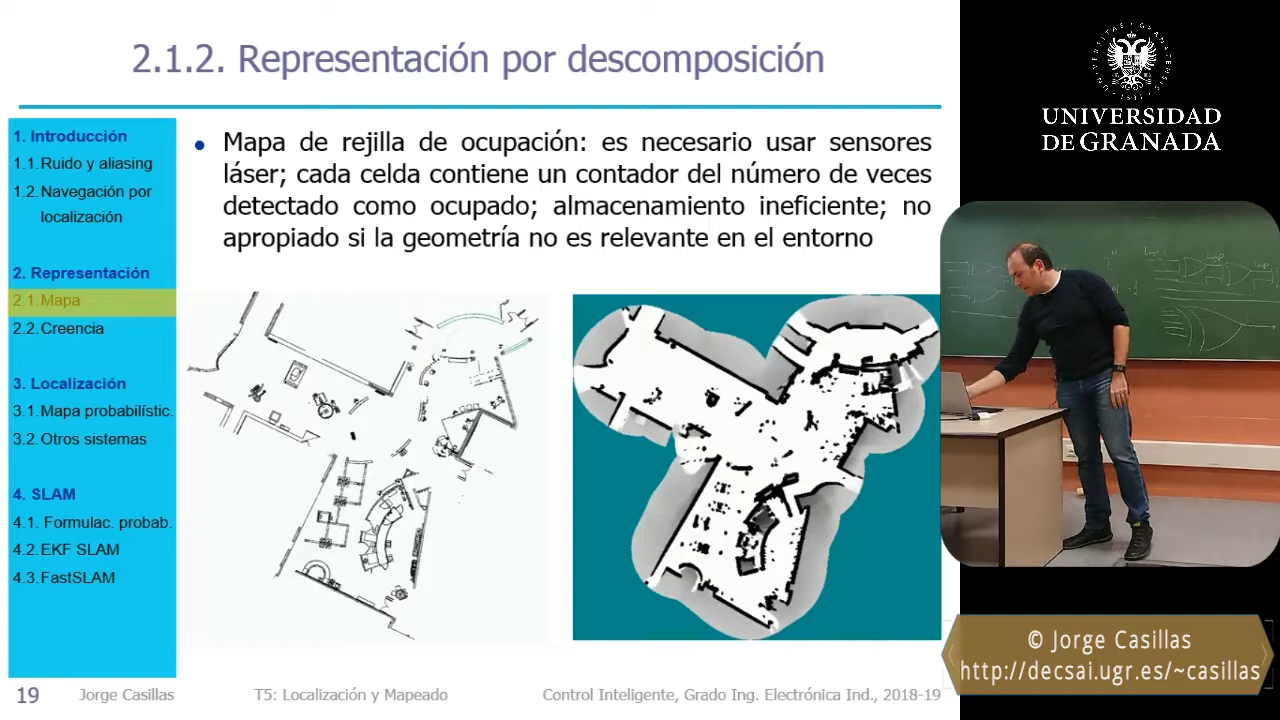 2.1.2. Representación por descomposición
1. Introducción
1.1. Ruido y aliasing
1.2. Navegación por
localización
2. Representación
2.1. Mapa
2.2. Creencia
3. Localización
3.1. Mapa probabilístic.
3.2. Otros sistemas
4. SLAM
4.1. Formulac. probab.
4.2. EKF SLAM
4.3. FastSLAM
• Mapa de rejilla de ocupación: es necesario usar sensores
láser; cada celda contiene un contador del número de veces
detectado como ocupado; almacenamiento ineficiente; no
apropiado si la geometría no es relevante en el entorno
19 Jorge Casillas T5: Localización y Mapeado Control Inteligente, Grado Ing. Electrónica Ind., 2018-19
UNIVERSIDAD
DE GRANADA
© Jorge Casillas
http://decsai.ugr.es/~casillas